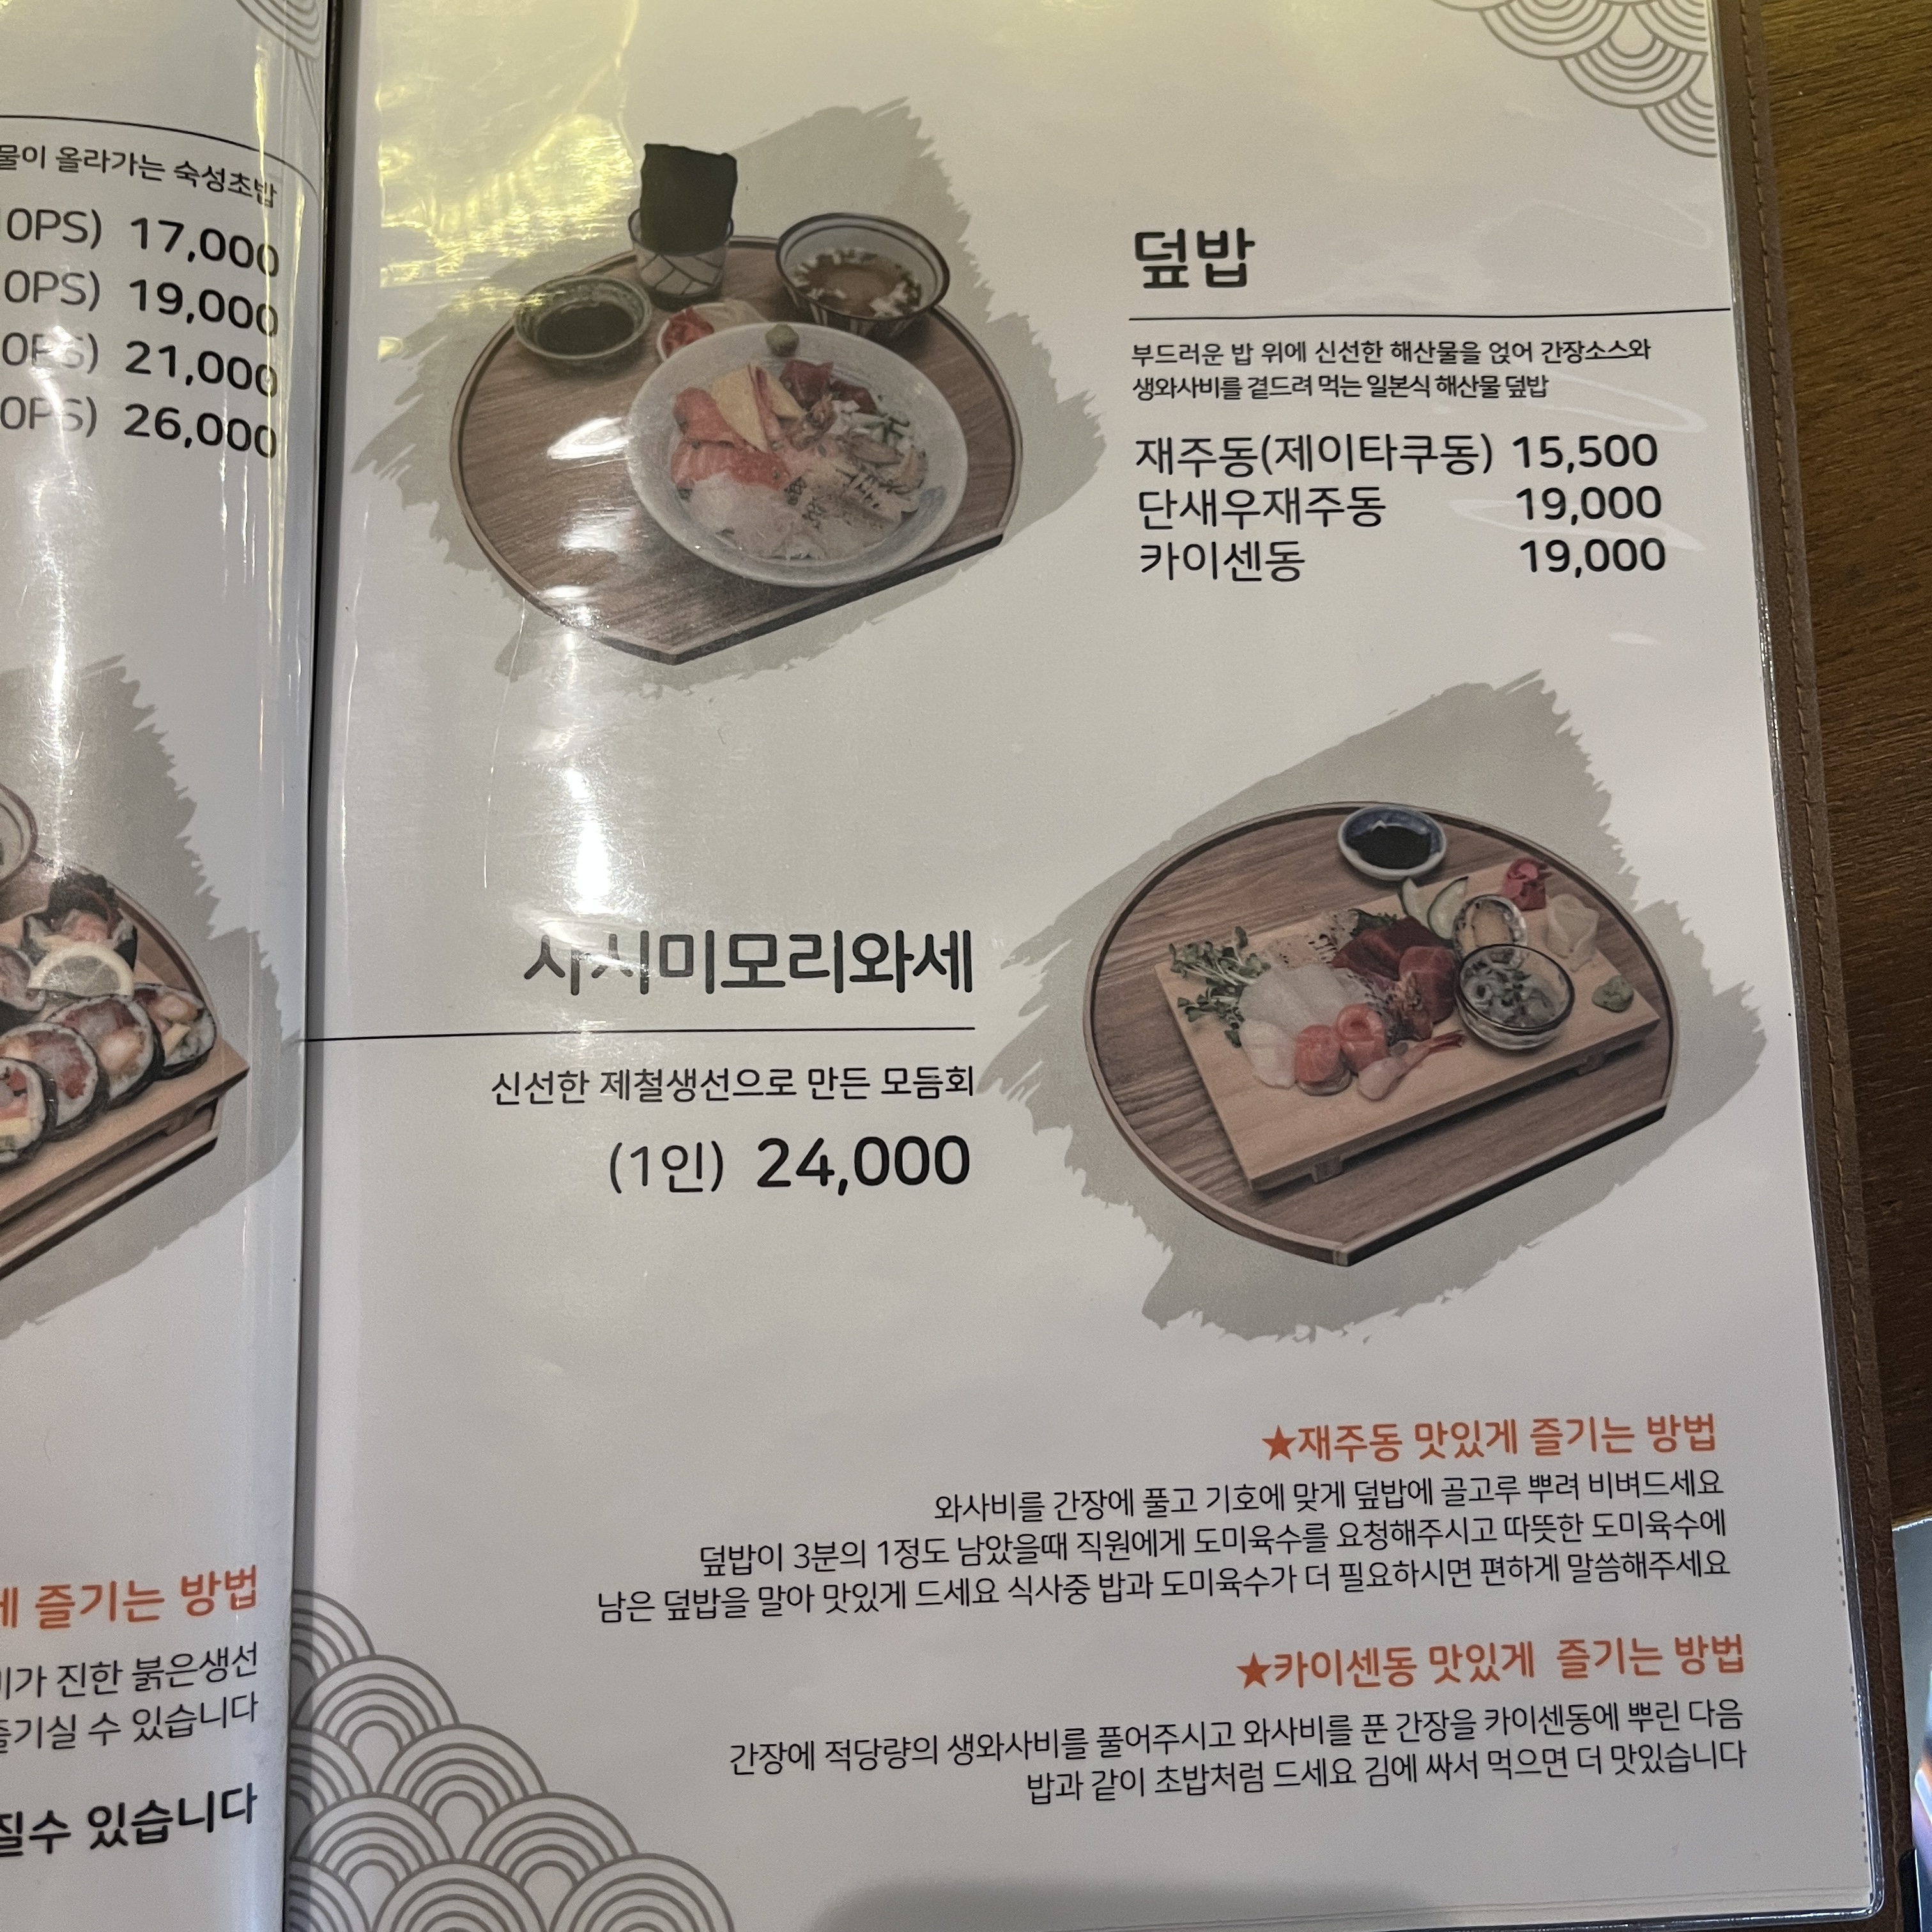 물이 올라가는 숙성초밥
0PS) 17,000
0PS) 19,000
0PS) 21,000
0PS) 26,000
즐기는 방법
가 진한 붉은생선
즐기실 수 있습니다
질수 있습니다
덮밥
부드러운 밥 위에 신선한 해산물을 얹어 간장소스와
생와사비를 곁드려 먹는 일본식 해산물 덮밥
재주동(제이타쿠동) 15,500
단새우재주동 19,000
카이센동 19,000
사시미모리와세
신선한 제철생선으로 만든 모듬회
(1인) 24,000
★재주동 맛있게 즐기는 방법
와사비를 간장에 풀고 기호에 맞게 덮밥에 골고루 뿌려 비벼드세요
덮밥이 3분의 1정도 남았을때 직원에게 도미육수를 요청해주시고 따뜻한 도미육수에
남은 덮밥을 말아 맛있게 드세요 식사중 밥과 도미육수가 더 필요하시면 편하게 말씀해주세요
★카이센동 맛있게 즐기는 방법
간장에 적당량의 생와사비를 풀어주시고 와사비를 푼 간장을 카이센동에 뿌린 다음
밥과 같이 초밥처럼 드세요 김에 싸서 먹으면 더 맛있습니다